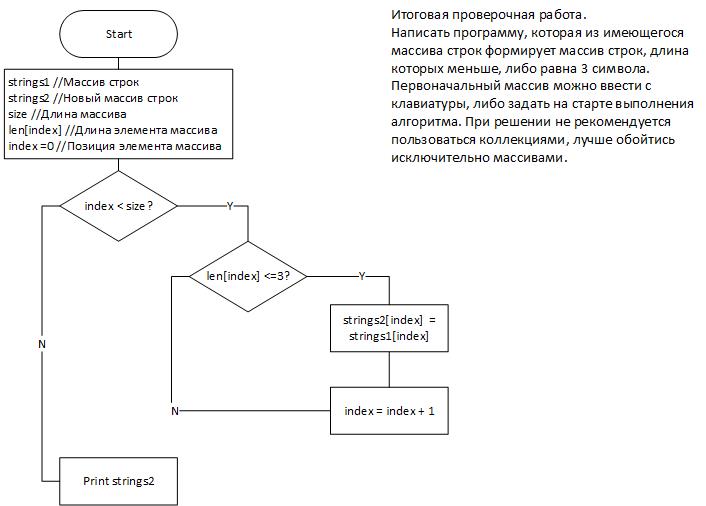 Итоговая проверочная работа.
Написать программу, которая из имеющегося
массива строк формирует массив строк, длина
которых меньше, либо равна 3 символа.
Первоначальный массив можно ввести с
клавиатуры, либо задать на старте выполнения
алгоритма. При решении не рекомендуется
пользоваться коллекциями, лучше обойтись
исключительно массивами.
Start
strings1 //Массив строк
strings2 //Новый массив строк
size //Длина массива
len[index] //Длина элемента массива
index =0 //Позиция элемента массива
index < size ?
Y
len[index] <=3?
Y
strings2[index] =
strings1[index]
N
index = index + 1
N
Print strings2